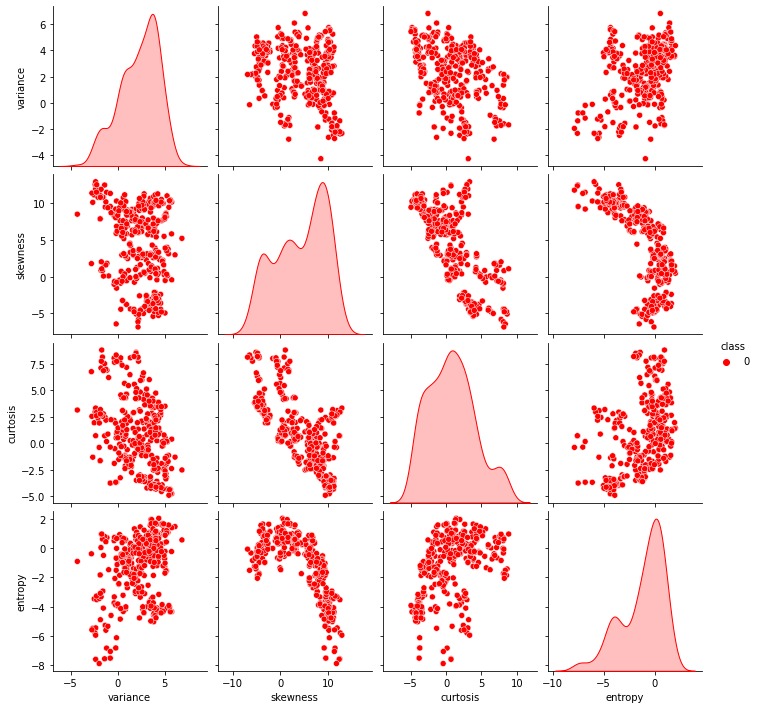 6
4
2
0
−2
−4
variance
10
5
0
−5
skewness
class
0
7.5
5.0
2.5
0.0
−2.5
−5.0
curtosis
2
0
−2
−4
−6
−8
entropy
−5 0 5
−10 0 10
−5 0 5 10
−10 −5 0
variance skewness curtosis entropy